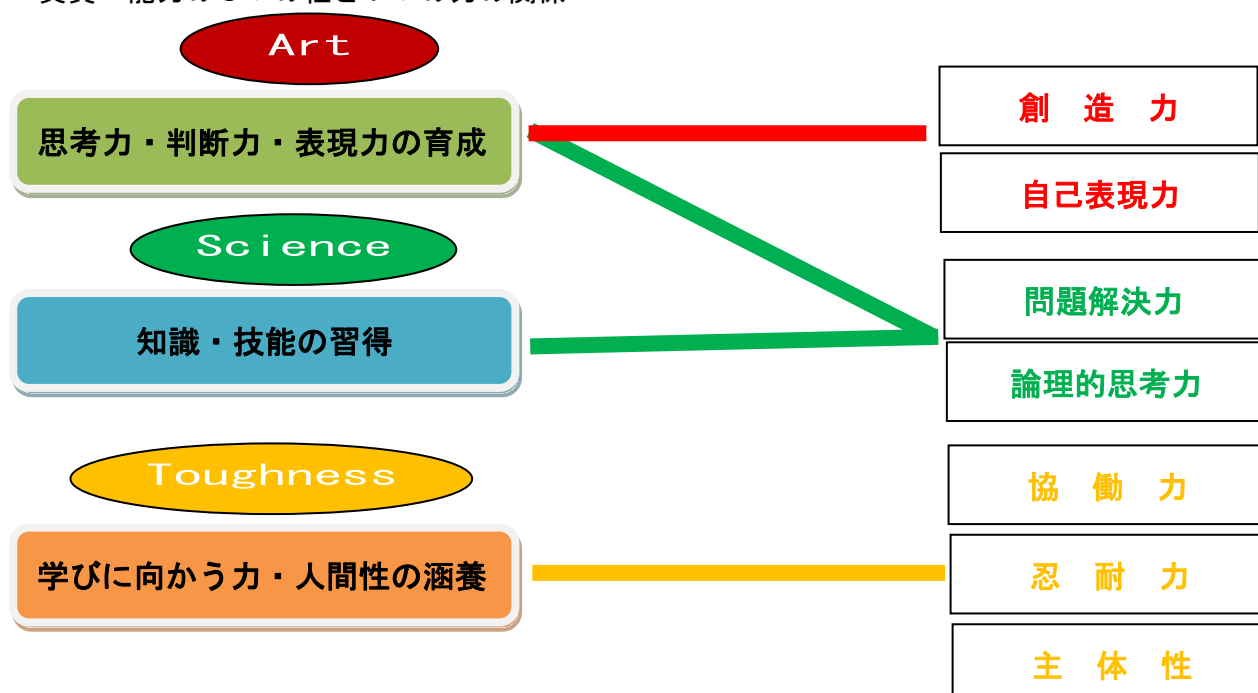 Art
思考力・判断力・表現力の育成
Science
知識・技能の習得
Toughness
学びに向かう力・人間性の涵養
創　造　力
自己表現力
問題解決力
論理的思考力
協　働　力
忍　耐　力
主　体　性